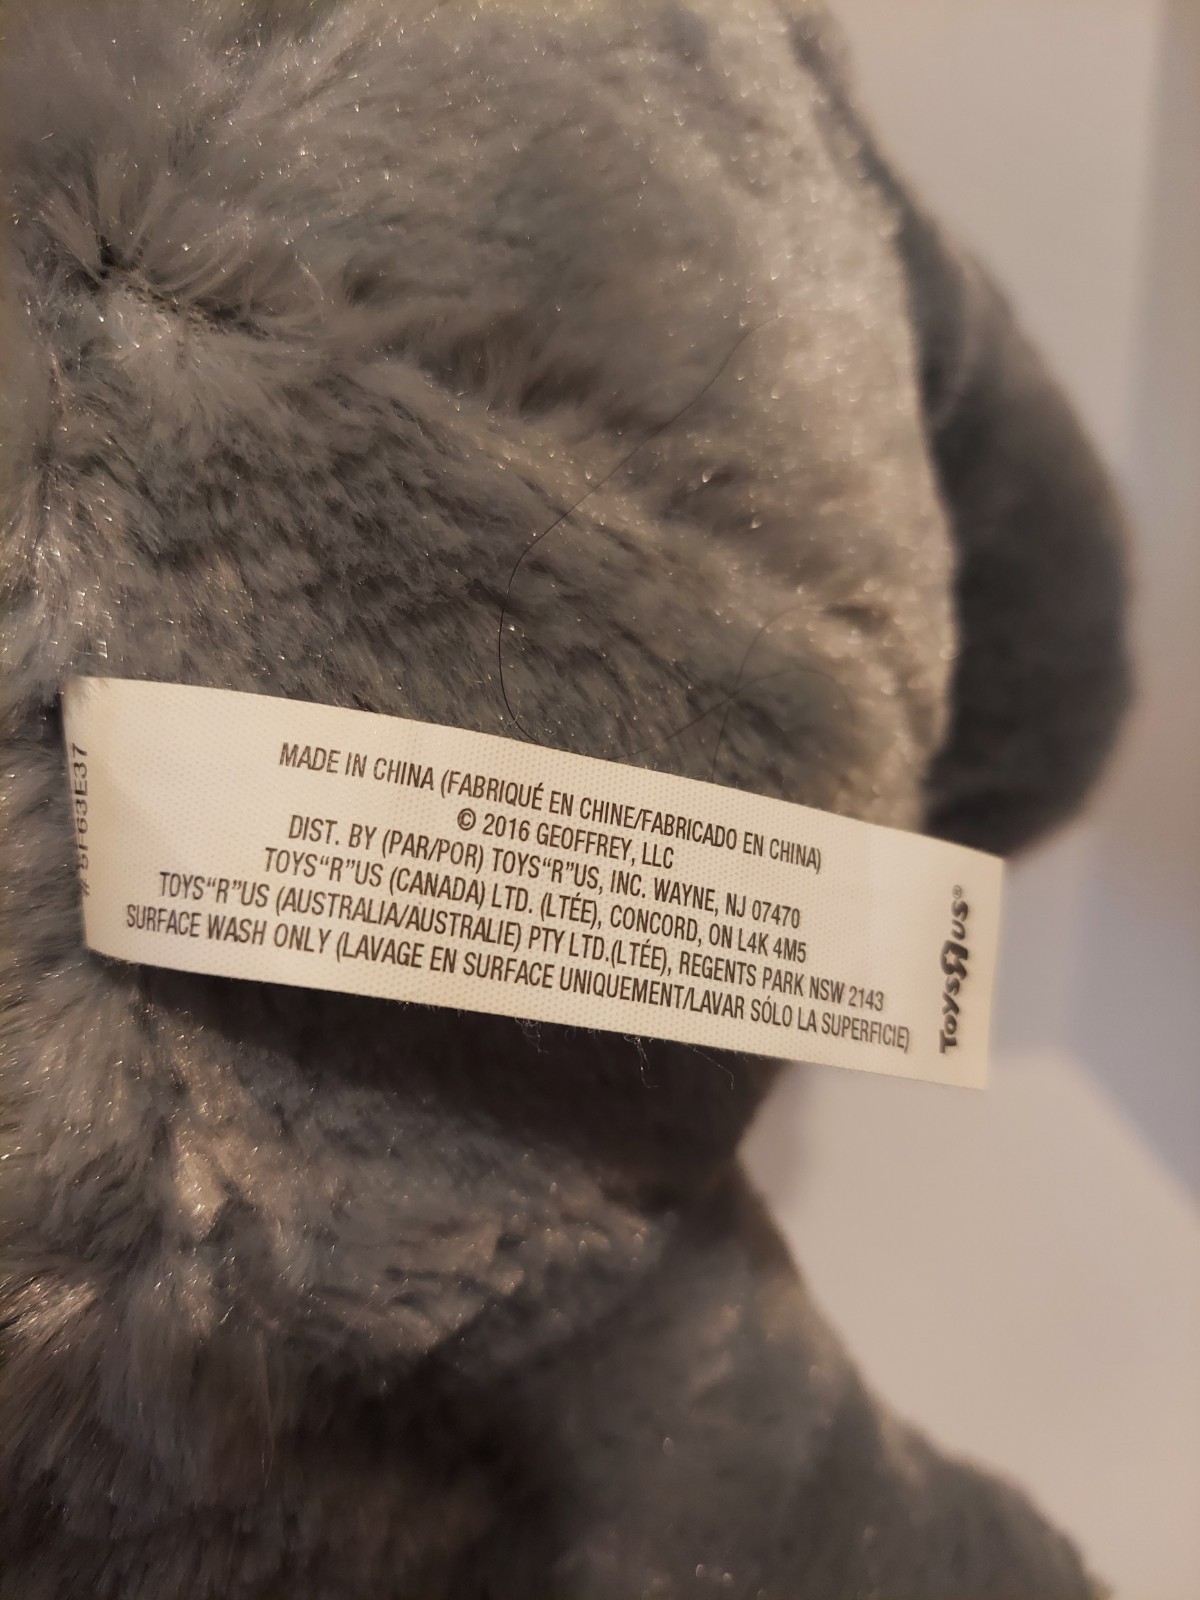 MADE IN CHINA (FABRIQUÉ EN CHINE/FABRICADO EN CHINA)
© 2016 GEOFFREY, LLC
DIST. BY (PAR/POR) TOYS“R”US, INC. WAYNE, NJ 07470
TOYS“R”US (CANADA) LTD. (LTÉE), CONCORD, ON L4K 4M5
TOYS“R”US (AUSTRALIA/AUSTRALIE) PTY LTD.(LTÉE), REGENTS PARK NSW 2143
SURFACE WASH ONLY (LAVAGE EN SURFACE UNIQUEMENT/LAVAR SÓLO LA SUPERFICIE)
# 5F63E37
TOYSRUS®